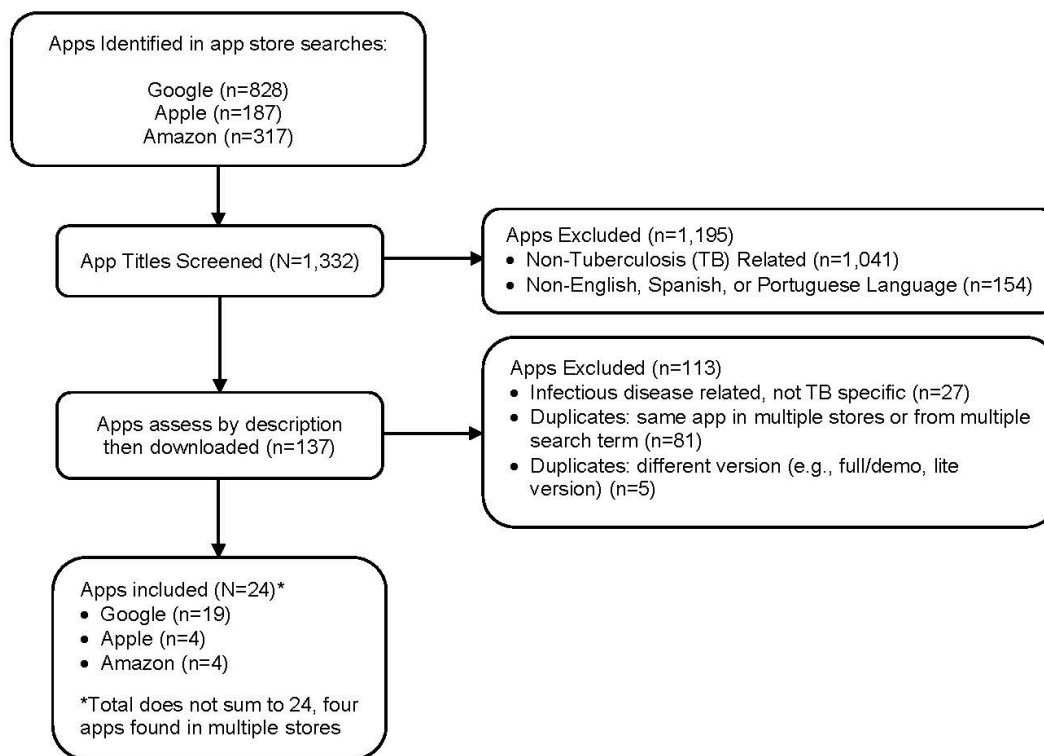 Apps Identified in app store searches:
Google (n=828)
Apple (n=187)
Amazon (n=317)
App Titles Screened (N=1,332)
Apps Excluded (n=1,195)
• Non-Tuberculosis (TB) Related (n=1,041)
• Non-English, Spanish, or Portuguese Language (n=154)
Apps assess by description
then downloaded (n=137)
Apps Excluded (n=113)
• Infectious disease related, not TB specific (n=27)
• Duplicates: same app in multiple stores or from multiple
search term (n=81)
• Duplicates: different version (e.g., full/demo, lite
version) (n=5)
Apps included (N=24)*
• Google (n=19)
• Apple (n=4)
• Amazon (n=4)
*Total does not sum to 24, four
apps found in multiple stores